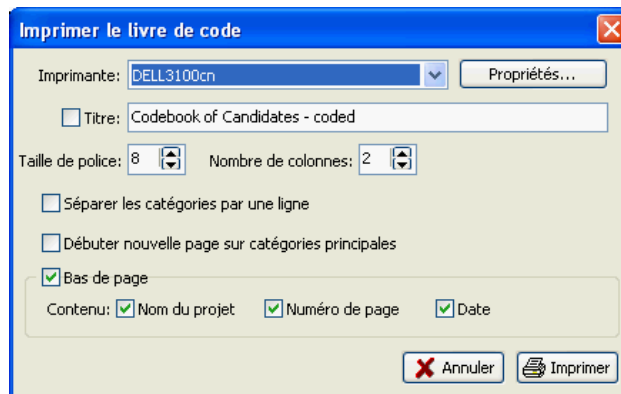 Imprimer le livre de code
Imprimante: DELL3100cn Propriétés...
Titre: Codebook of Candidates - coded
Taille de police: 8 Nombre de colonnes: 2
Séparer les catégories par une ligne
Débuter nouvelle page sur catégories principales
Bas de page
Contenu: Nom du projet Numéro de page Date
Annuler Imprimer